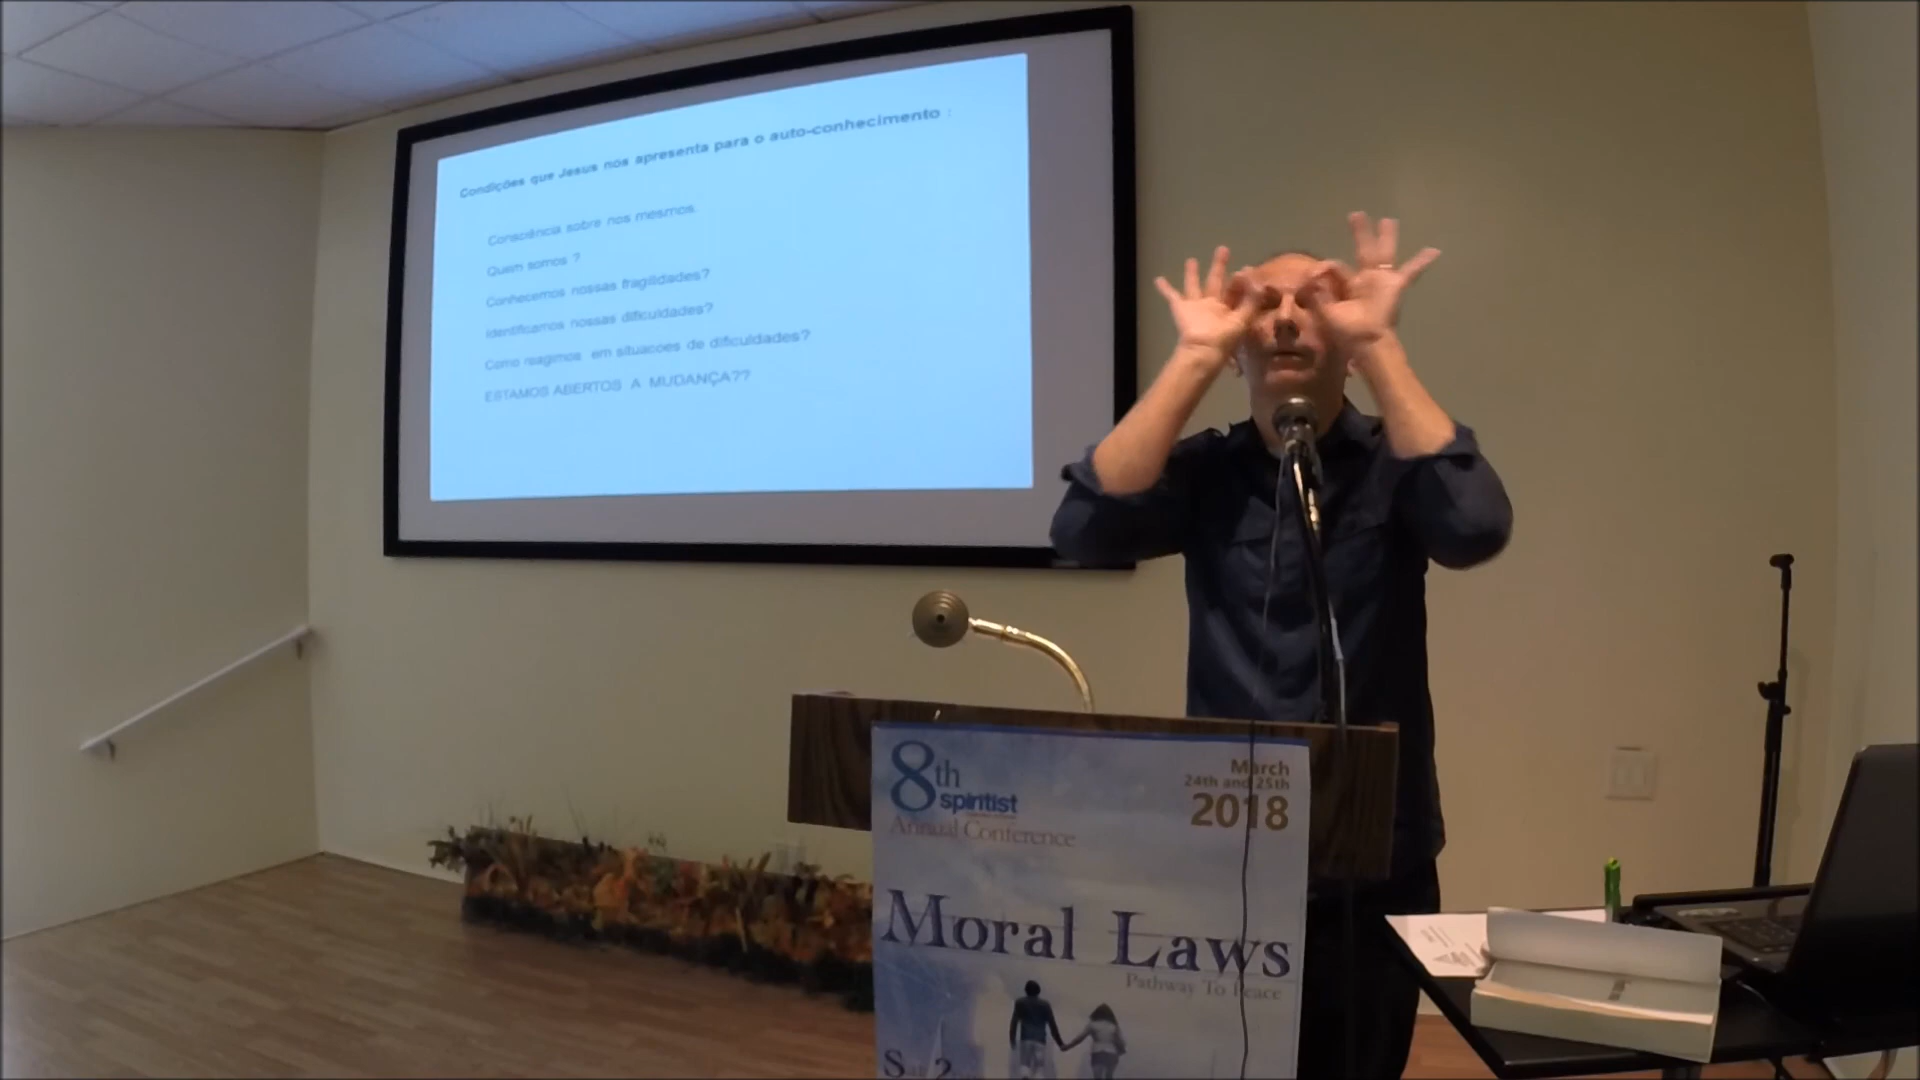 Condições que Jesus nos apresenta para o auto-conhecimento :
Consciência sobre nos mesmos.
Quem somos ?
Conhecemos nossas fragilidades?
Identificamos nossas dificuldades?
Como reagimos em situacoes de dificuldades?
ESTAMOS ABERTOS A MUDANÇA??
8th
spiritist
Annual Conference
March
24th and 25th
2018
Moral Laws
Pathway To Peace